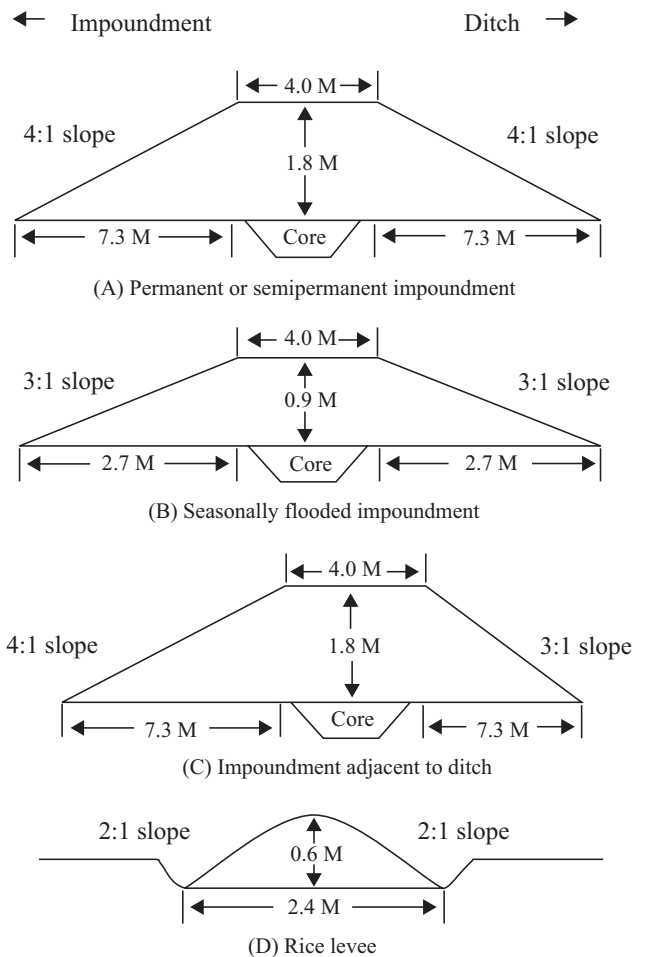 Impoundment Ditch
4.0 M
4:1 slope 4:1 slope
1.8 M
7.3 M Core 7.3 M
(A) Permanent or semipermanent impoundment
4.0 M
3:1 slope 3:1 slope
0.9 M
2.7 M Core 2.7 M
(B) Seasonally flooded impoundment
4.0 M
4:1 slope 1.8 M 3:1 slope
7.3 M Core 7.3 M
(C) Impoundment adjacent to ditch
2:1 slope 2:1 slope
0.6 M
2.4 M
(D) Rice levee